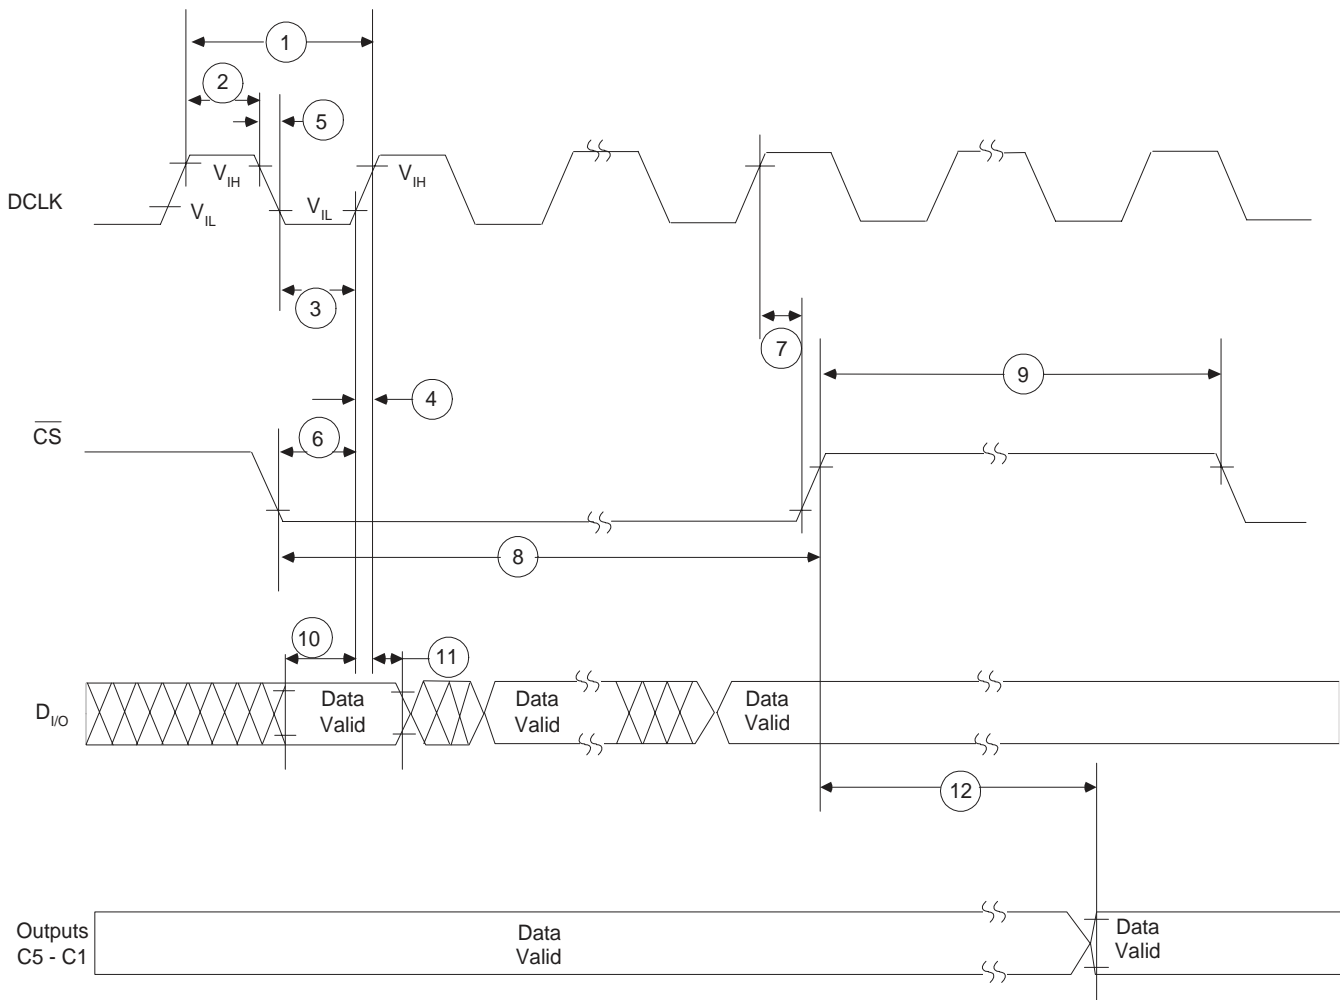 1
2
5
V_IH
V_IH
DCLK
V_IL
V_IL
3
7
4
9
CS
6
8
10
11
D_I/O
Data
Valid
Data
Valid
Data
Valid
12
Outputs
C5 - C1
Data
Valid
Data
Valid